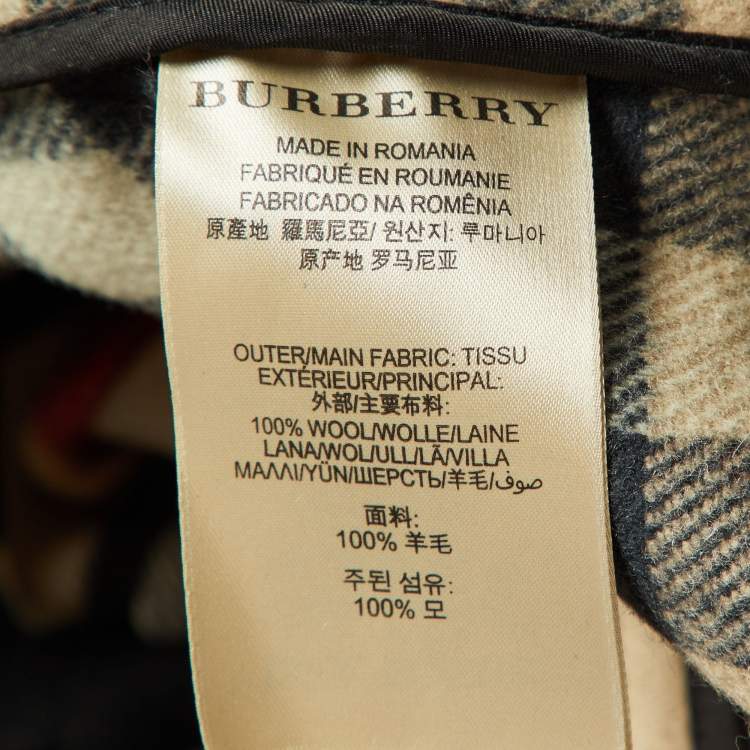 BURBERRY
MADE IN ROMANIA
FABRIQUÉ EN ROUMANIE
FABRICADO NA ROMÊNIA
原產地 羅馬尼亞/ 원산지: 루마니아
原产地 罗马尼亚
OUTER/MAIN FABRIC: TISSU
EXTÉRIEUR/PRINCIPAL:
外部/主要布料:
100% WOOL/WOLLE/LAINE
LANA/WOL/ULL/LÃ/VILLA
ΜΑΛΛΙ/YÜN/ШЕРСТЬ/羊毛/صوف
面料:
100% 羊毛
주된 섬유:
100% 모